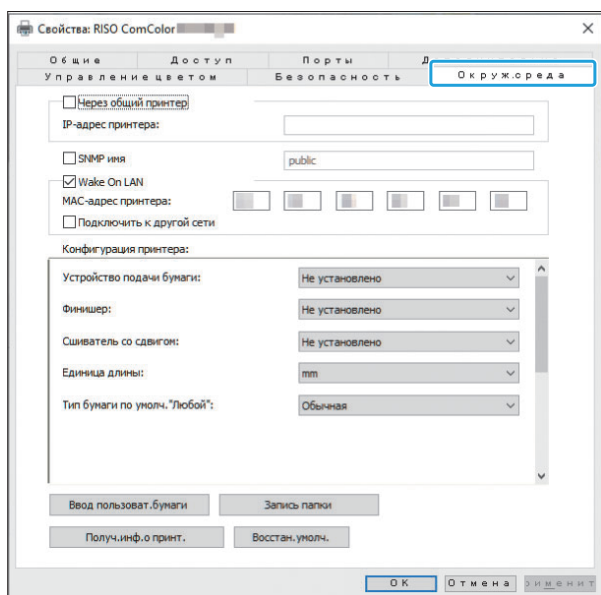 Свойства: RISO ComColor
Общие Доступ Порты
Управление цветом Безопасность Окруж.среда
Через общий принтер
IP-адрес принтера:
SNMP имя public
Wake On LAN
MAC-адрес принтера:
Подключить к другой сети
Конфигурация принтера:
Устройство подачи бумаги: Не установлено
Финишер: Не установлено
Сшиватель со сдвигом: Не установлено
Единица длины: mm
Тип бумаги по умолч."Любой": Обычная
Ввод пользоват.бумаги Запись папки
Получ.инф.о принт. Восстан.умолч.
OK Отмена